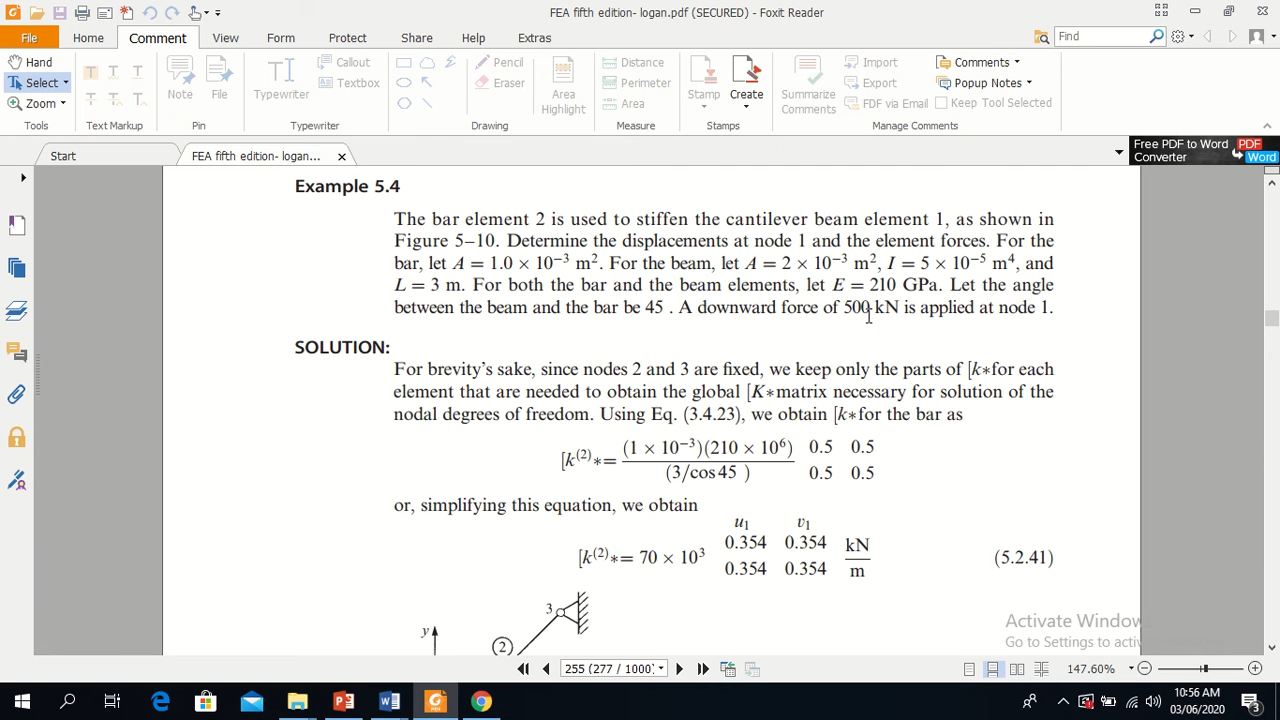 FEA fifth edition- logan.pdf (SECURED) - Foxit Reader
File Home Comment View Form Protect Share Help Extras
Find
Hand
Select
Zoom
Tools
Text Markup
Note
File
Pin
Typewriter
Callout
Textbox
Typewriter
Pencil
Eraser
Drawing
Area
Highlight
Distance
Perimeter
Area
Measure
Stamp
Create
Stamps
Summarize
Comments
Import
Export
FDF via Email
Comments
Popup Notes
Keep Tool Selected
Manage Comments
Start
FEA fifth edition- logan....
Free PDF to Word
Converter
PDF
Word
Example 5.4
The bar element 2 is used to stiffen the cantilever beam element 1, as shown in
Figure 5–10. Determine the displacements at node 1 and the element forces. For the
bar, let A = 1.0 × 10⁻³ m². For the beam, let A = 2 × 10⁻³ m², I = 5 × 10⁻⁵ m⁴, and
L = 3 m. For both the bar and the beam elements, let E = 210 GPa. Let the angle
between the beam and the bar be 45 . A downward force of 500 kN is applied at node 1.
SOLUTION:
For brevity's sake, since nodes 2 and 3 are fixed, we keep only the parts of [k∗for each
element that are needed to obtain the global [K∗matrix necessary for solution of the
nodal degrees of freedom. Using Eq. (3.4.23), we obtain [k∗for the bar as
[k⁽²⁾∗= (1 × 10⁻³)(210 × 10⁶) 0.5 0.5
(3/cos 45 ) 0.5 0.5
or, simplifying this equation, we obtain
u₁ v₁
[k⁽²⁾∗= 70 × 10³ 0.354 0.354 kN
0.354 0.354 m
(5.2.41)
3
y
2
Activate Window
Go to Settings to activ
255 (277 / 1000)
147.60%
10:56 AM
03/06/2020
3